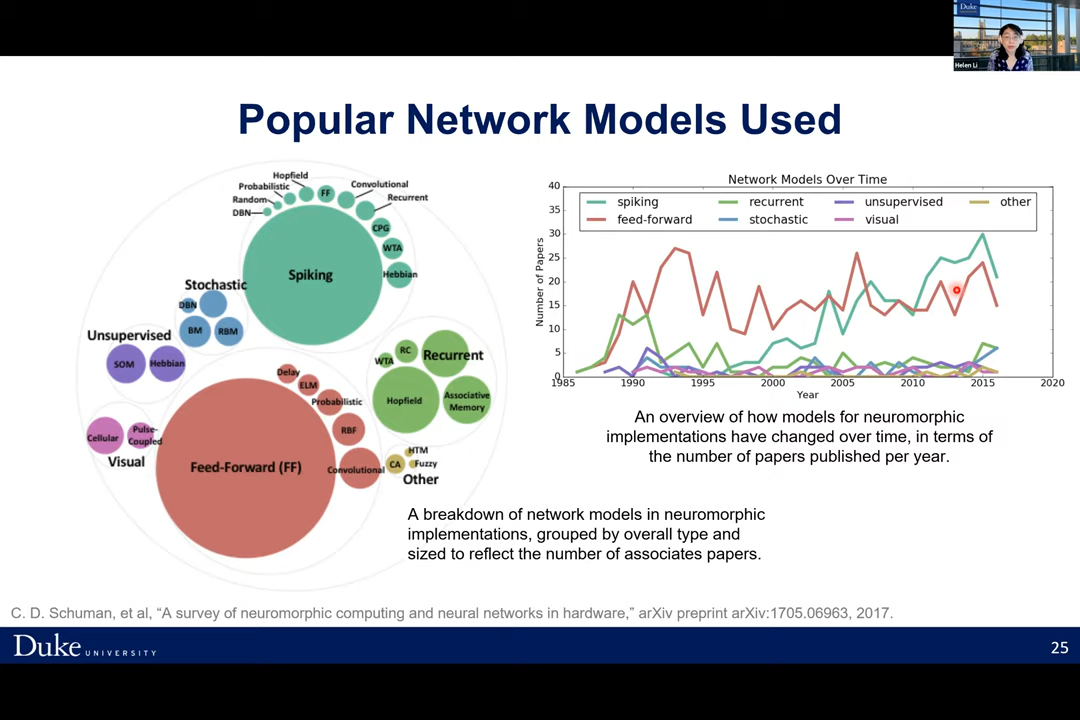 Duke
Helen Li
Popular Network Models Used
Hopfield
Probabilistic
Random
DBN
FF
Convolutional
Recurrent
CPG
WTA
Hebbian
Spiking
Stochastic
DBN
BM
RBM
Unsupervised
SOM
Hebbian
Cellular
Pulse-
Coupled
Visual
Feed-Forward (FF)
Delay
ELM
Probabilistic
RBF
Convolutional
WTA
RC
Recurrent
Hopfield
Associative
Memory
HTM
CA
Fuzzy
Other
Network Models Over Time
spiking
feed-forward
recurrent
stochastic
unsupervised
visual
other
Number of Papers
40
35
30
25
20
15
10
5
0
1985 1990 1995 2000 2005 2010 2015 2020
Year
An overview of how models for neuromorphic
implementations have changed over time, in terms of
the number of papers published per year.
A breakdown of network models in neuromorphic
implementations, grouped by overall type and
sized to reflect the number of associates papers.
C. D. Schuman, et al, “A survey of neuromorphic computing and neural networks in hardware,” arXiv preprint arXiv:1705.06963, 2017.
Duke UNIVERSITY
25